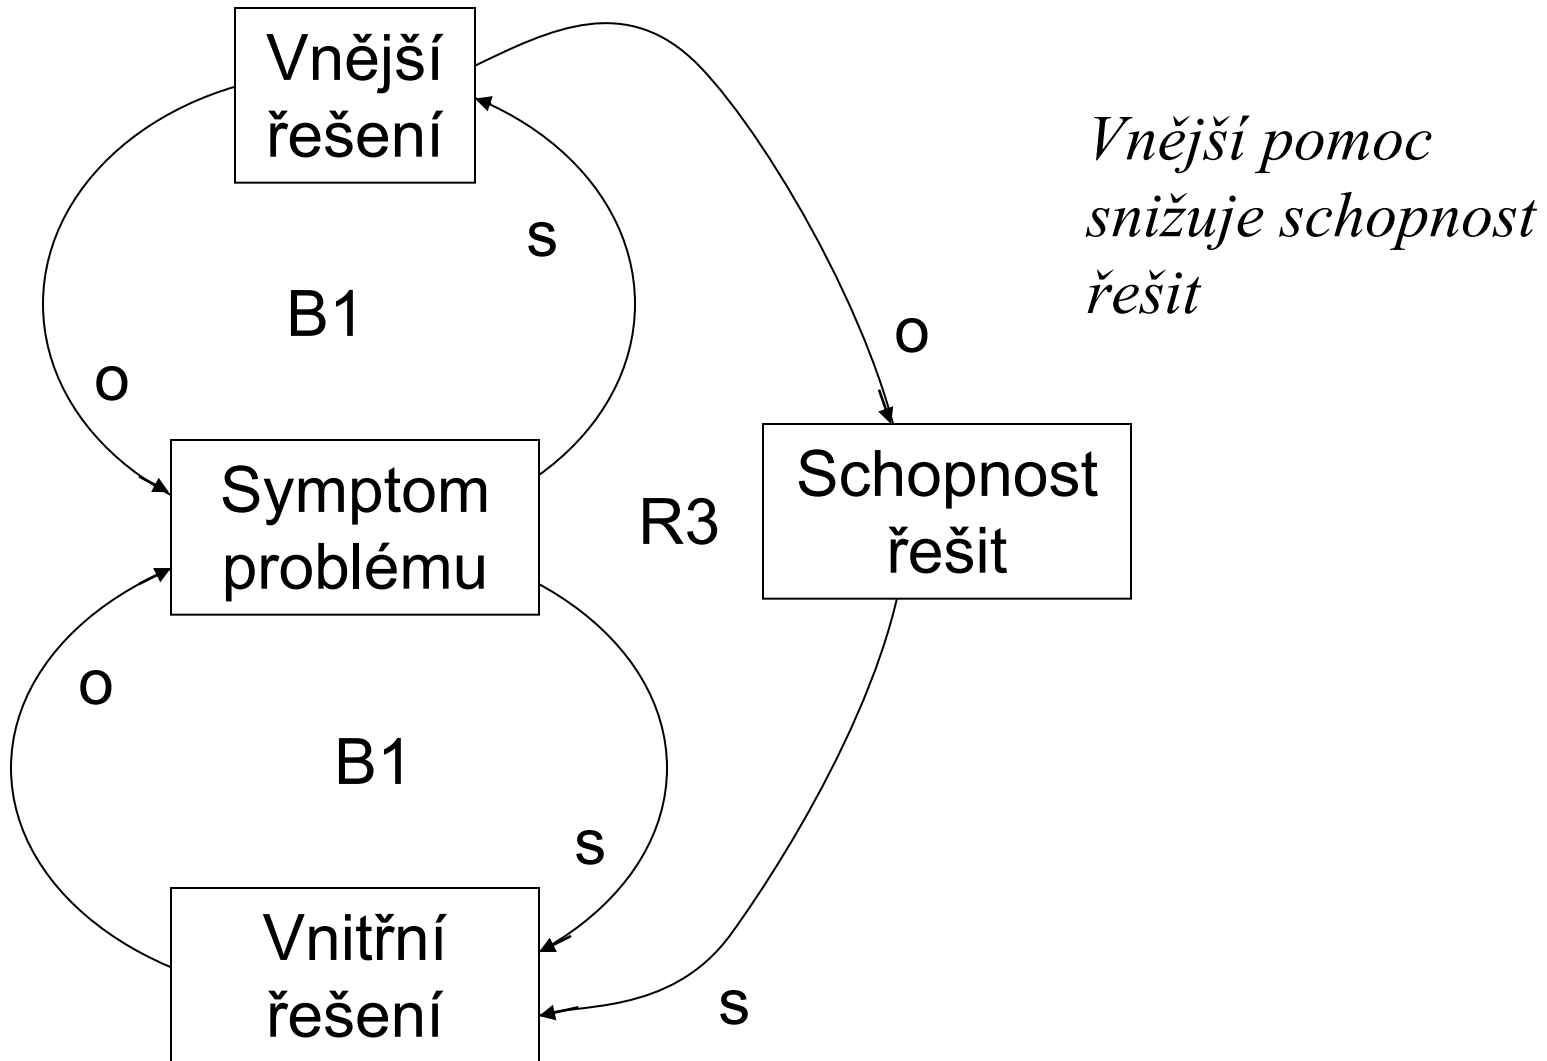 Vnější
řešení
Vnější pomoc
snižuje schopnost
řešit
s
B1
o
o
Symptom
problému
R3
Schopnost
řešit
o
B1
s
Vnitřní
řešení
s